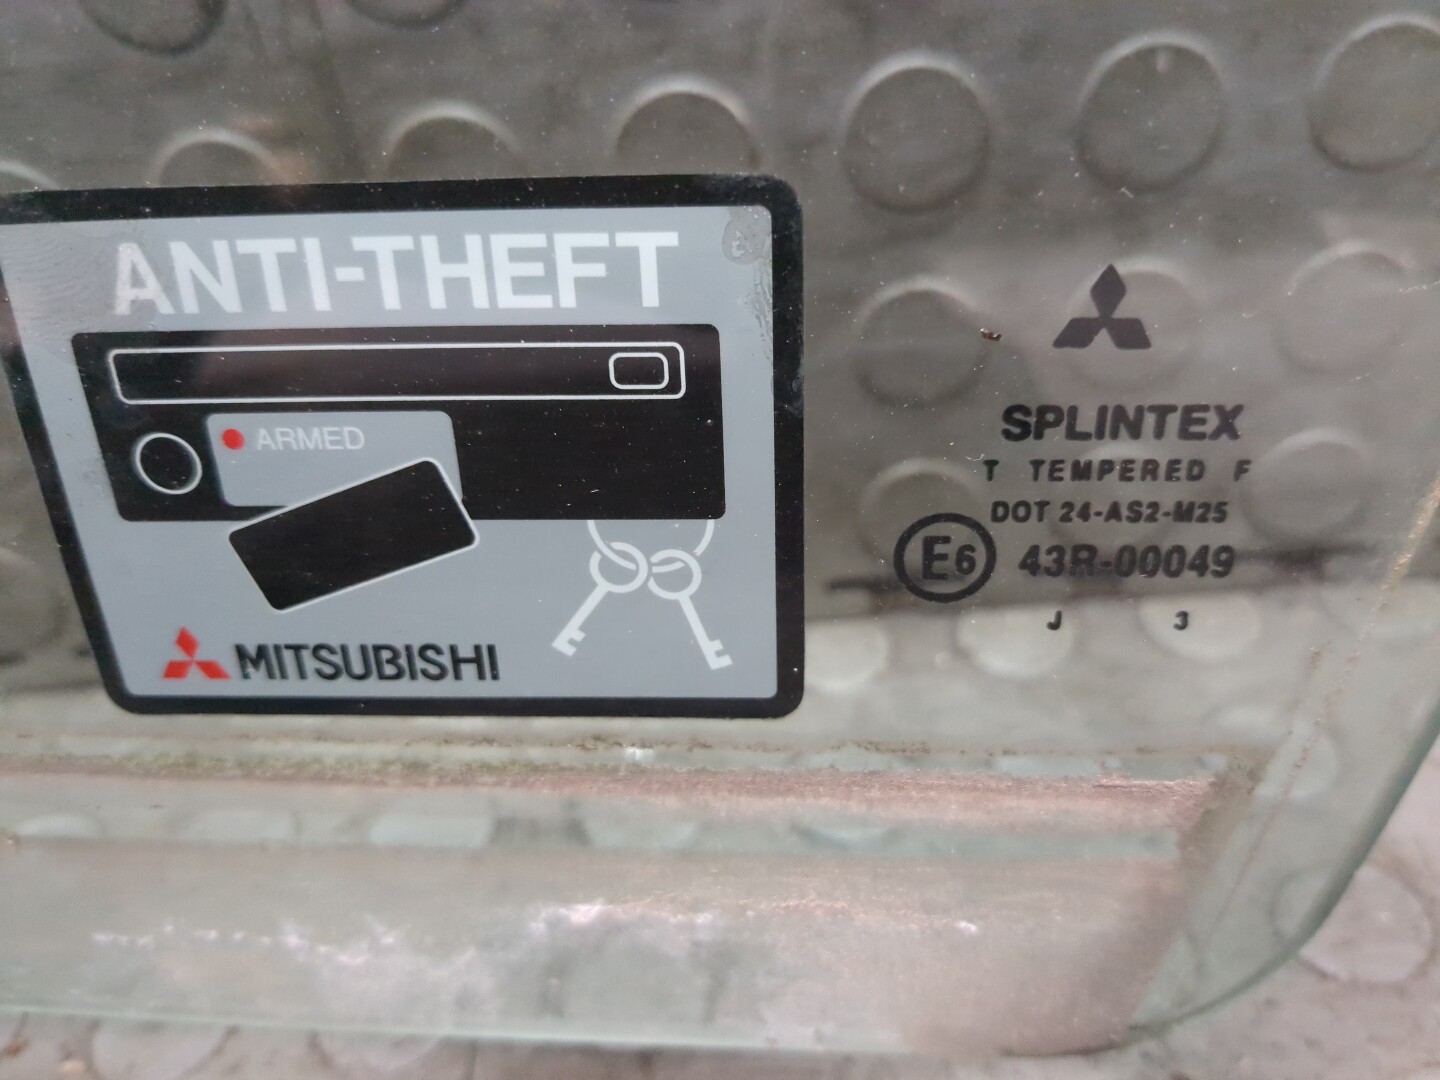 ANTI-THEFT
ARMED
MITSUBISHI
SPLINTEX
T TEMPERED F
DOT 24-AS2-M25
E6 43R-00049
J 3